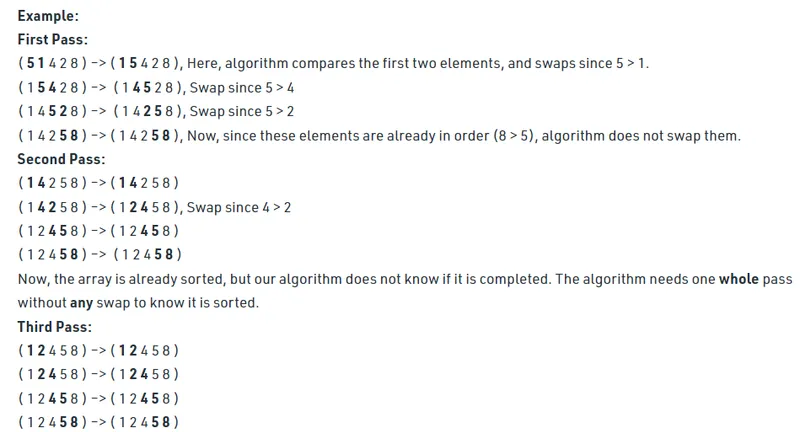 Example:
First Pass:
( 5 1 4 2 8 ) –> ( 1 5 4 2 8 ), Here, algorithm compares the first two elements, and swaps since 5 > 1.
( 1 5 4 2 8 ) –>  ( 1 4 5 2 8 ), Swap since 5 > 4
( 1 4 5 2 8 ) –>  ( 1 4 2 5 8 ), Swap since 5 > 2
( 1 4 2 5 8 ) –> ( 1 4 2 5 8 ), Now, since these elements are already in order (8 > 5), algorithm does not swap them.
Second Pass:
( 1 4 2 5 8 ) –> ( 1 4 2 5 8 )
( 1 4 2 5 8 ) –> ( 1 2 4 5 8 ), Swap since 4 > 2
( 1 2 4 5 8 ) –> ( 1 2 4 5 8 )
( 1 2 4 5 8 ) –>  ( 1 2 4 5 8 )
Now, the array is already sorted, but our algorithm does not know if it is completed. The algorithm needs one whole pass
without any swap to know it is sorted.
Third Pass:
( 1 2 4 5 8 ) –> ( 1 2 4 5 8 )
( 1 2 4 5 8 ) –> ( 1 2 4 5 8 )
( 1 2 4 5 8 ) –> ( 1 2 4 5 8 )
( 1 2 4 5 8 ) –> ( 1 2 4 5 8 )